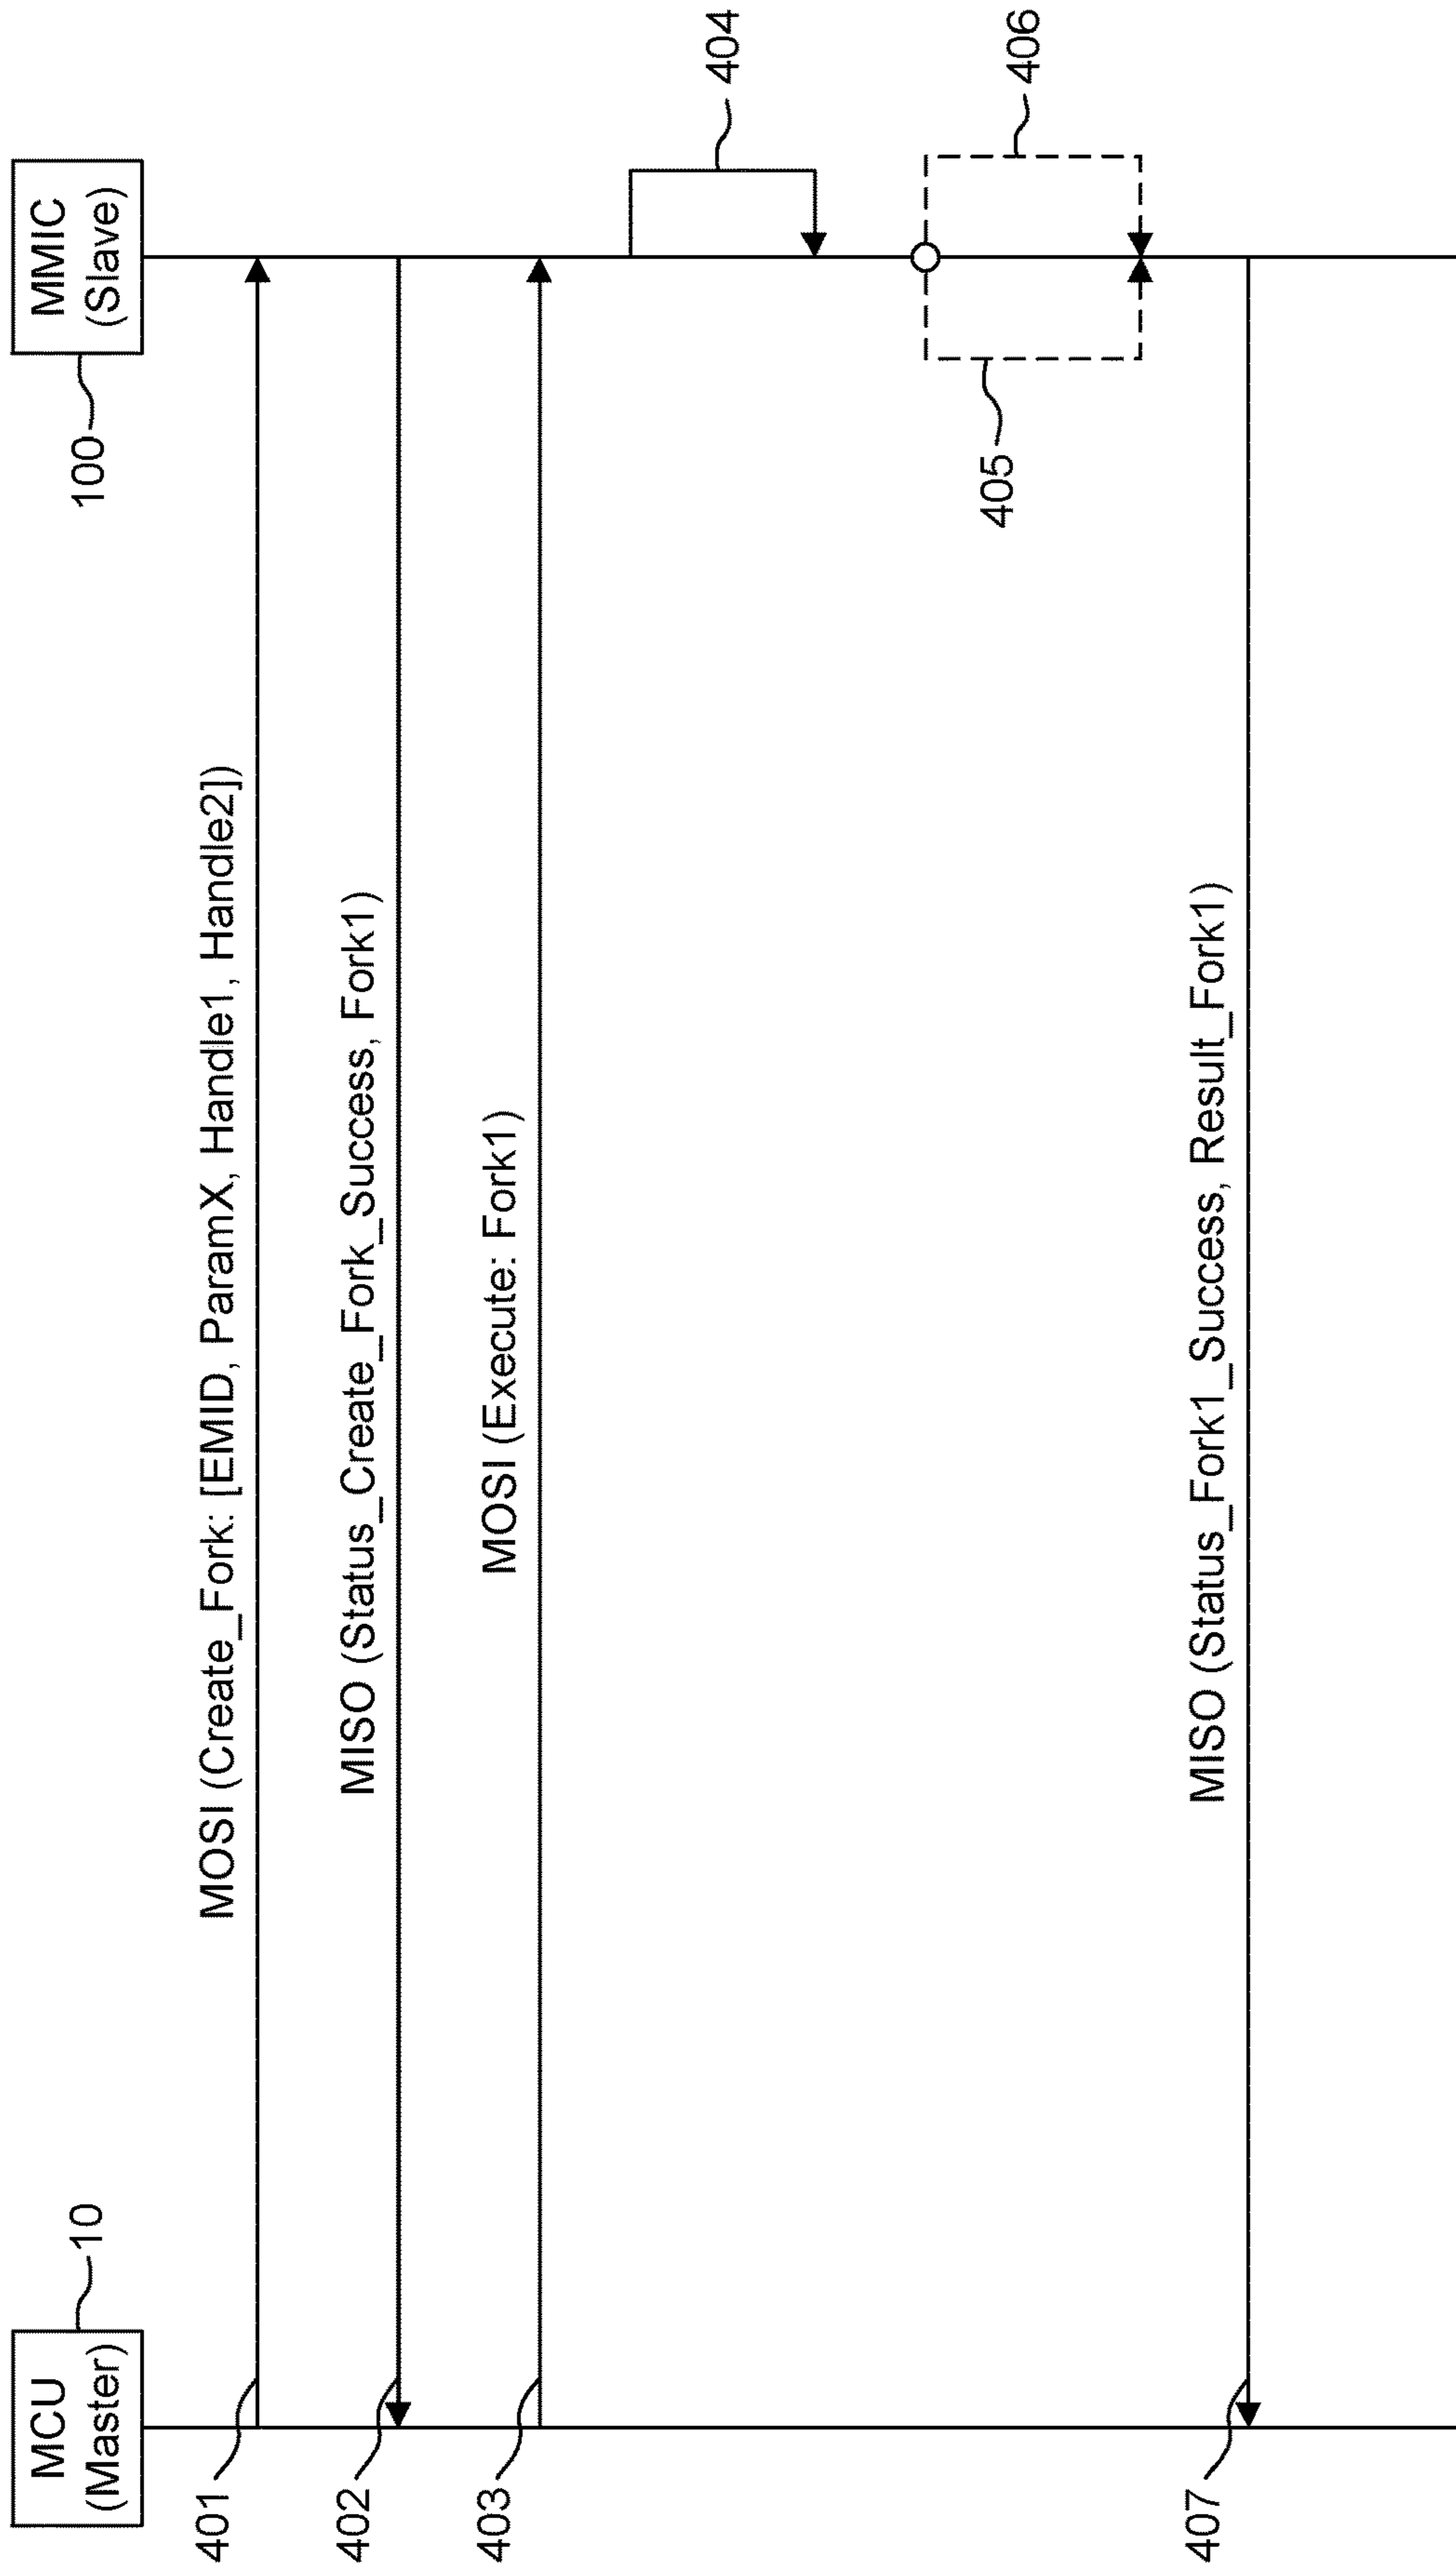 MCU
(Master)
10
MMIC
(Slave)
100
401
MOSI (Create_Fork: [EMID, ParamX, Handle1, Handle2])
402
MISO (Status_Create_Fork_Success, Fork1)
403
MOSI (Execute: Fork1)
404
405
406
407
MISO (Status_Fork1_Success, Result_Fork1)